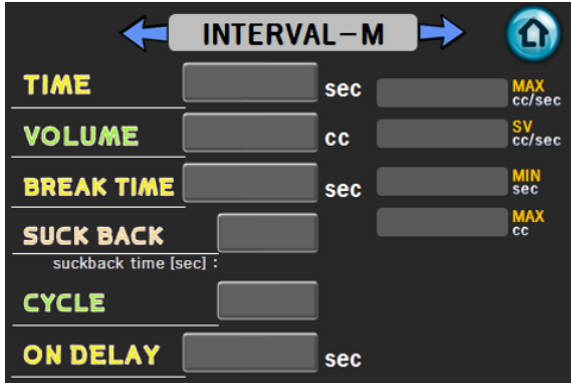 INTERVAL-M
TIME sec MAX cc/sec
VOLUME cc SV cc/sec
BREAK TIME sec MIN sec
SUCK BACK MAX cc
suckback time [sec] :
CYCLE
ON DELAY sec